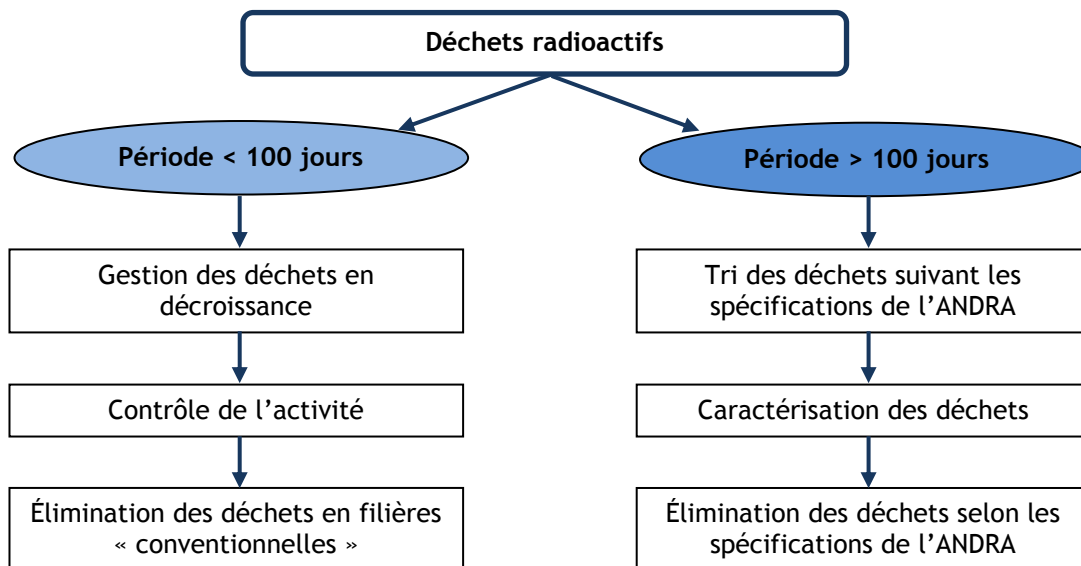 Déchets radioactifs
Période < 100 jours
Période > 100 jours
Gestion des déchets en
décroissance
Tri des déchets suivant les
spécifications de l’ANDRA
Contrôle de l’activité
Caractérisation des déchets
Élimination des déchets en filières
« conventionnelles »
Élimination des déchets selon les
spécifications de l’ANDRA